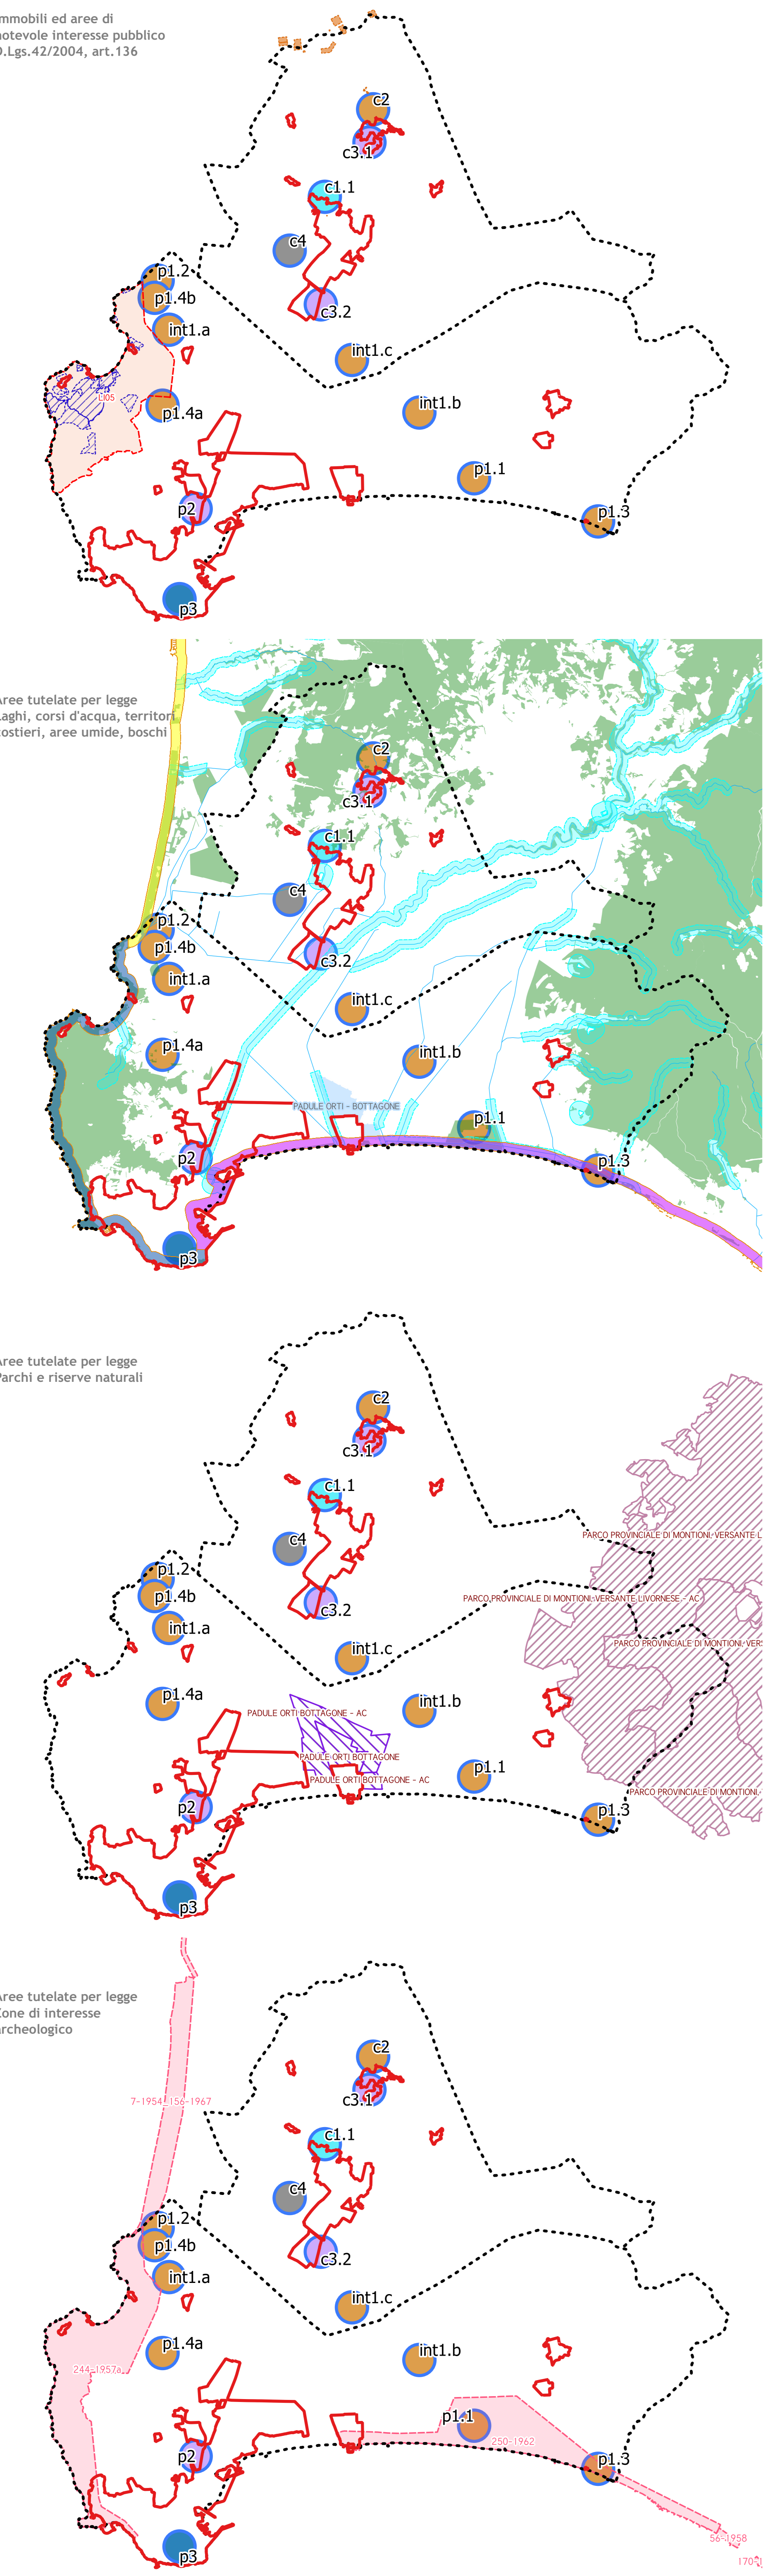 mmobili ed aree di
notevole interesse pubblico
D.Lgs.42/2004, art.136
c2
c3.1
c1.1
c4
p1.2
p1.4b
c3.2
int1.a
int1.c
LI05
p1.4a
int1.b
p1.1
p2
p1.3
p3
Aree tutelate per legge
Laghi, corsi d'acqua, territori
costieri, aree umide, boschi
c2
c3.1
c1.1
c4
p1.2
p1.4b
c3.2
int1.a
int1.c
p1.4a
int1.b
PADULE ORTI - BOTTAGONE
p1.1
p2
p1.3
p3
Aree tutelate per legge
Parchi e riserve naturali
c2
c3.1
c1.1
PARCO PROVINCIALE DI MONTIONI, VERSANTE L
c4
p1.2
p1.4b
PARCO PROVINCIALE DI MONTIONI, VERSANTE LIVORNESE - AC
c3.2
int1.a
PARCO PROVINCIALE DI MONTIONI, VERS
int1.c
p1.4a
int1.b
PADULE ORTI BOTTAGONE - AC
PADULE ORTI BOTTAGONE
p1.1
PADULE ORTI BOTTAGONE - AC
PARCO PROVINCIALE DI MONTIONI,
p2
p1.3
p3
Aree tutelate per legge
Zone di interesse
archeologico
c2
7-1954_156-1967
c3.1
c1.1
c4
p1.2
p1.4b
c3.2
int1.a
int1.c
p1.4a
int1.b
244-1957a
p1.1
250-1962
p2
p1.3
56-1958
p3
170-1